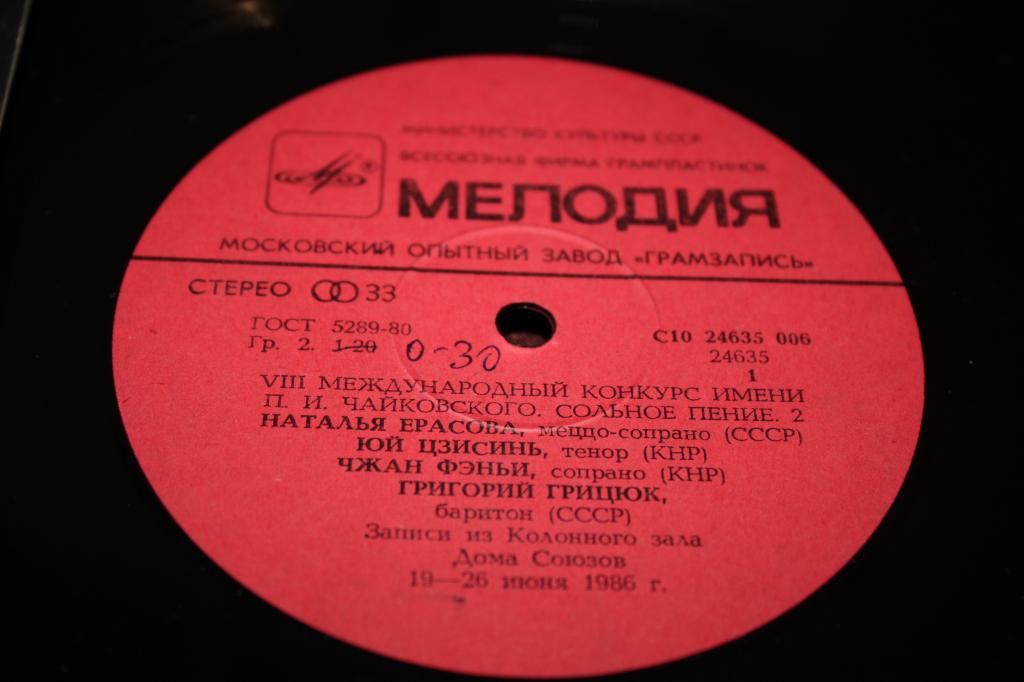 МИНИСТЕРСТВО КУЛЬТУРЫ СССР
ВСЕСОЮЗНАЯ ФИРМА ГРАМПЛАСТИНОК
®
МЕЛОДИЯ
МОСКОВСКИЙ ОПЫТНЫЙ ЗАВОД «ГРАМЗАПИСЬ»
СТЕРЕО 33
ГОСТ 5289-80
Гр. 2. 1-20 0-30
С10 24635 006
24635
1
VIII МЕЖДУНАРОДНЫЙ КОНКУРС ИМЕНИ
П. И. ЧАЙКОВСКОГО. СОЛЬНОЕ ПЕНИЕ. 2
НАТАЛЬЯ ЕРАСОВА, меццо-сопрано (СССР)
ЮЙ ЦЗИСИНЬ, тенор (КНР)
ЧЖАН ФЭНЬИ, сопрано (КНР)
ГРИГОРИЙ ГРИЦЮК,
баритон (СССР)
Записи из Колонного зала
Дома Союзов
19—26 июня 1986 г.